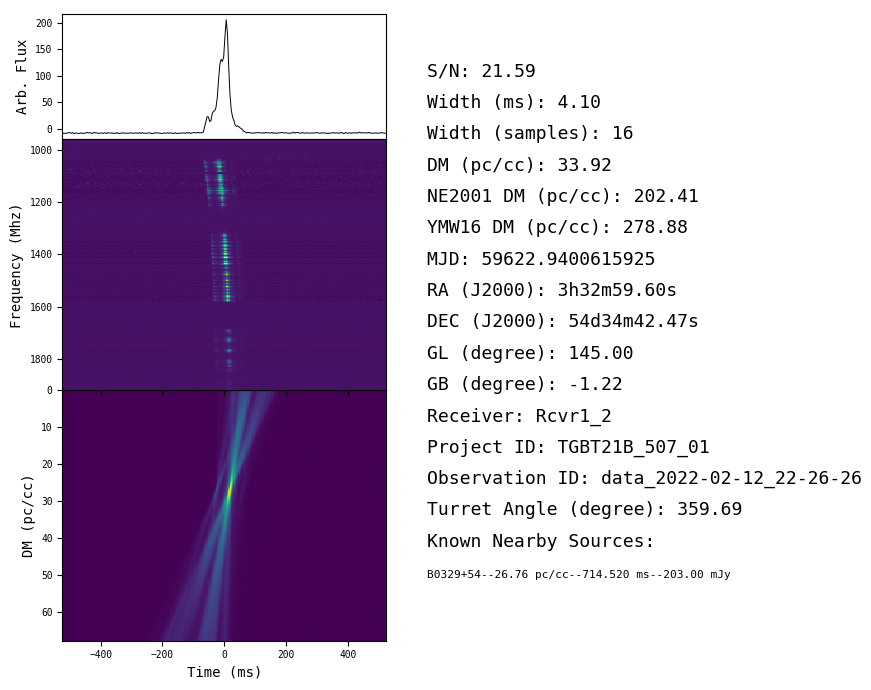 200
150
100
50
0
Arb. Flux
1000
1200
1400
1600
1800
Frequency (Mhz)
0
10
20
30
40
50
60
DM (pc/cc)
−400
−200
0
200
400
Time (ms)
S/N: 21.59
Width (ms): 4.10
Width (samples): 16
DM (pc/cc): 33.92
NE2001 DM (pc/cc): 202.41
YMW16 DM (pc/cc): 278.88
MJD: 59622.9400615925
RA (J2000): 3h32m59.60s
DEC (J2000): 54d34m42.47s
GL (degree): 145.00
GB (degree): -1.22
Receiver: Rcvr1_2
Project ID: TGBT21B_507_01
Observation ID: data_2022-02-12_22-26-26
Turret Angle (degree): 359.69
Known Nearby Sources:
B0329+54--26.76 pc/cc--714.520 ms--203.00 mJy